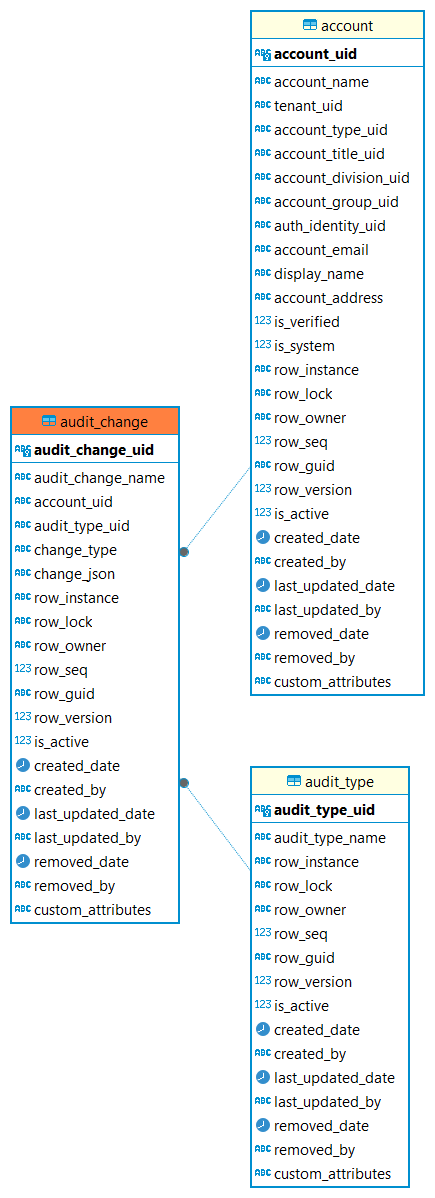 account
account_uid
account_name
tenant_uid
account_type_uid
account_title_uid
account_division_uid
account_group_uid
auth_identity_uid
account_email
display_name
account_address
is_verified
is_system
row_instance
row_lock
row_owner
row_seq
row_guid
row_version
is_active
created_date
created_by
last_updated_date
last_updated_by
removed_date
removed_by
custom_attributes
audit_change
audit_change_uid
audit_change_name
account_uid
audit_type_uid
change_type
change_json
row_instance
row_lock
row_owner
row_seq
row_guid
row_version
is_active
created_date
created_by
last_updated_date
last_updated_by
removed_date
removed_by
custom_attributes
audit_type
audit_type_uid
audit_type_name
row_instance
row_lock
row_owner
row_seq
row_guid
row_version
is_active
created_date
created_by
last_updated_date
last_updated_by
removed_date
removed_by
custom_attributes